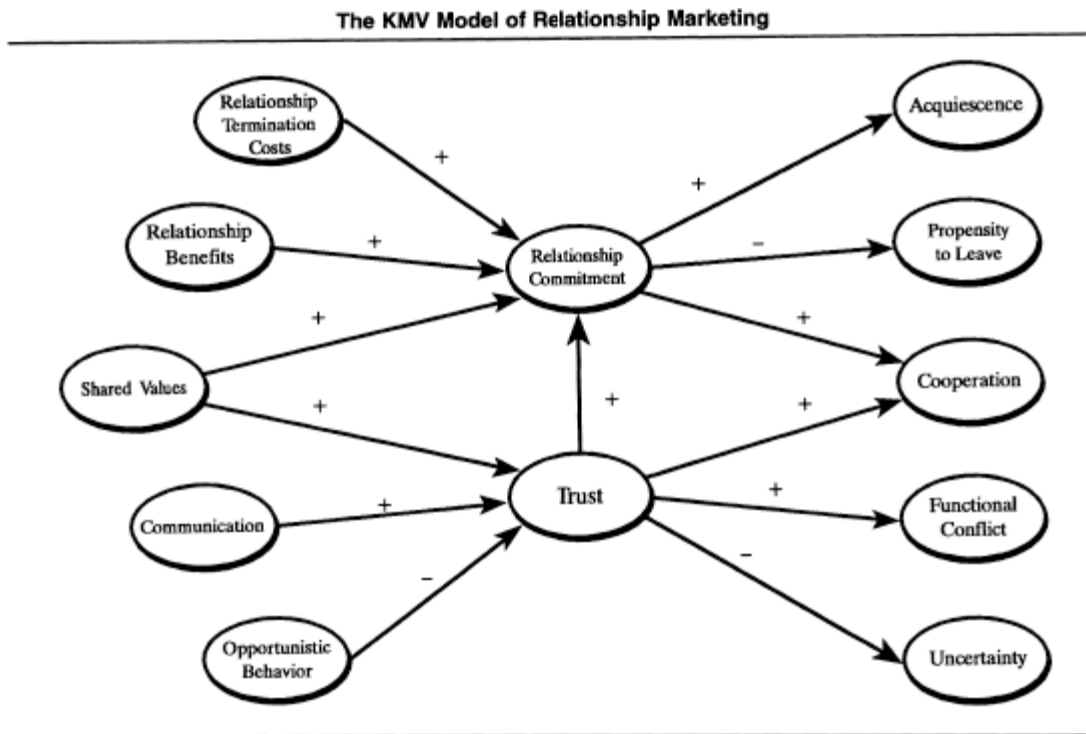 The KMV Model of Relationship Marketing
Relationship
Termination
Costs
Acquiescence
+
+
Relationship
Benefits
+
Relationship
Commitment
–
Propensity
to Leave
+
+
Shared Values
+
+
+
Cooperation
Communication
+
Trust
+
Functional
Conflict
–
–
Opportunistic
Behavior
Uncertainty